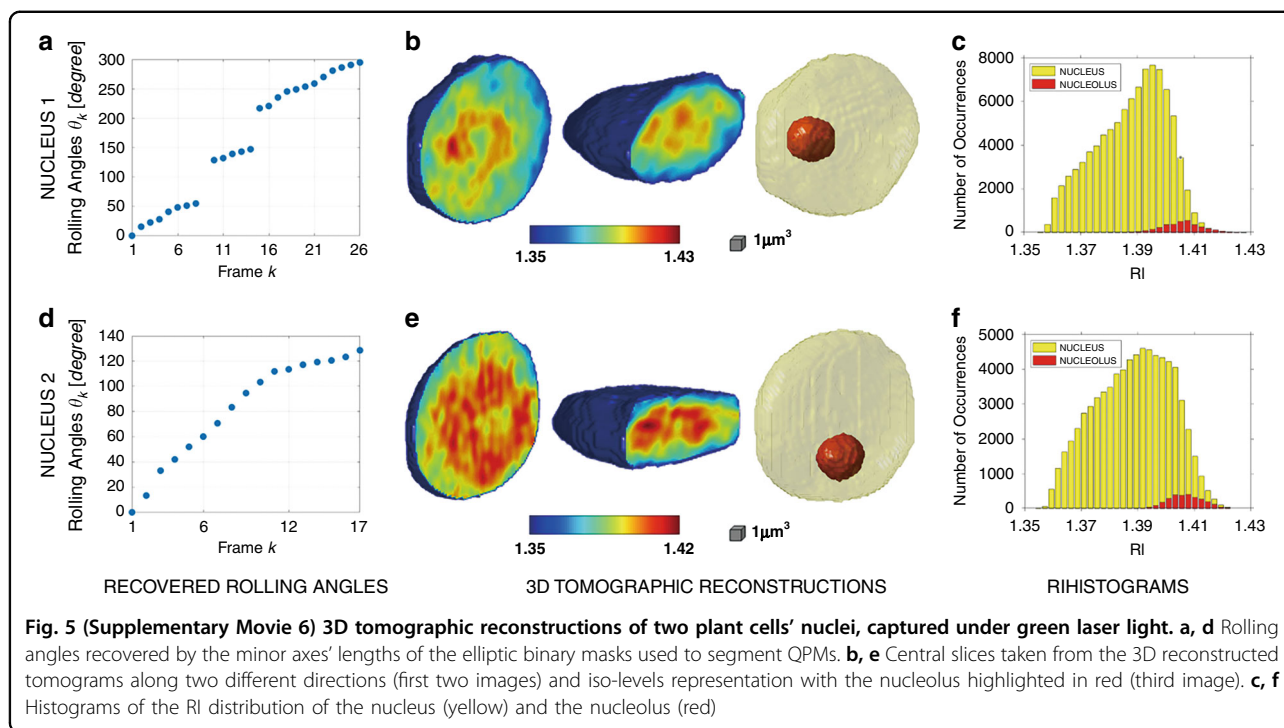 a
b
c
NUCLEUS 1
Rolling Angles θk [degree]
300
250
200
150
100
50
0
1 6 11 16 21 26
Frame k
1.35 1.43
1μm³
Number of Occurrences
8000
6000
4000
2000
0
NUCLEUS
NUCLEOLUS
1.35 1.37 1.39 1.41 1.43
RI
d
e
f
NUCLEUS 2
Rolling Angles θk [degree]
140
120
100
80
60
40
20
0
1 6 12 17
Frame k
1.35 1.42
1μm³
Number of Occurrences
5000
4000
3000
2000
1000
0
NUCLEUS
NUCLEOLUS
1.35 1.37 1.39 1.41 1.43
RI
RECOVERED ROLLING ANGLES
3D TOMOGRAPHIC RECONSTRUCTIONS
RIHISTOGRAMS
Fig. 5 (Supplementary Movie 6) 3D tomographic reconstructions of two plant cells' nuclei, captured under green laser light. a, d Rolling
angles recovered by the minor axes' lengths of the elliptic binary masks used to segment QPMs. b, e Central slices taken from the 3D reconstructed
tomograms along two different directions (first two images) and iso-levels representation with the nucleolus highlighted in red (third image). c, f
Histograms of the RI distribution of the nucleus (yellow) and the nucleolus (red)